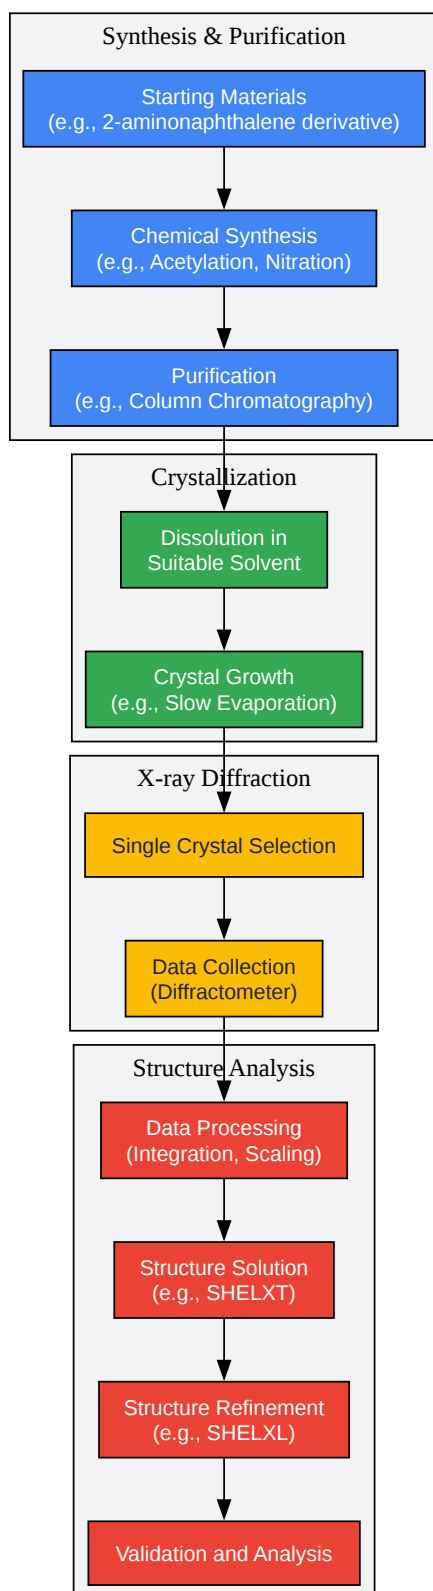 Synthesis & Purification
Starting Materials
(e.g., 2-aminonaphthalene derivative)
Chemical Synthesis
(e.g., Acetylation, Nitration)
Purification
(e.g., Column Chromatography)
Crystallization
Dissolution in
Suitable Solvent
Crystal Growth
(e.g., Slow Evaporation)
X-ray Diffraction
Single Crystal Selection
Data Collection
(Diffractometer)
Structure Analysis
Data Processing
(Integration, Scaling)
Structure Solution
(e.g., SHELXT)
Structure Refinement
(e.g., SHELXL)
Validation and Analysis